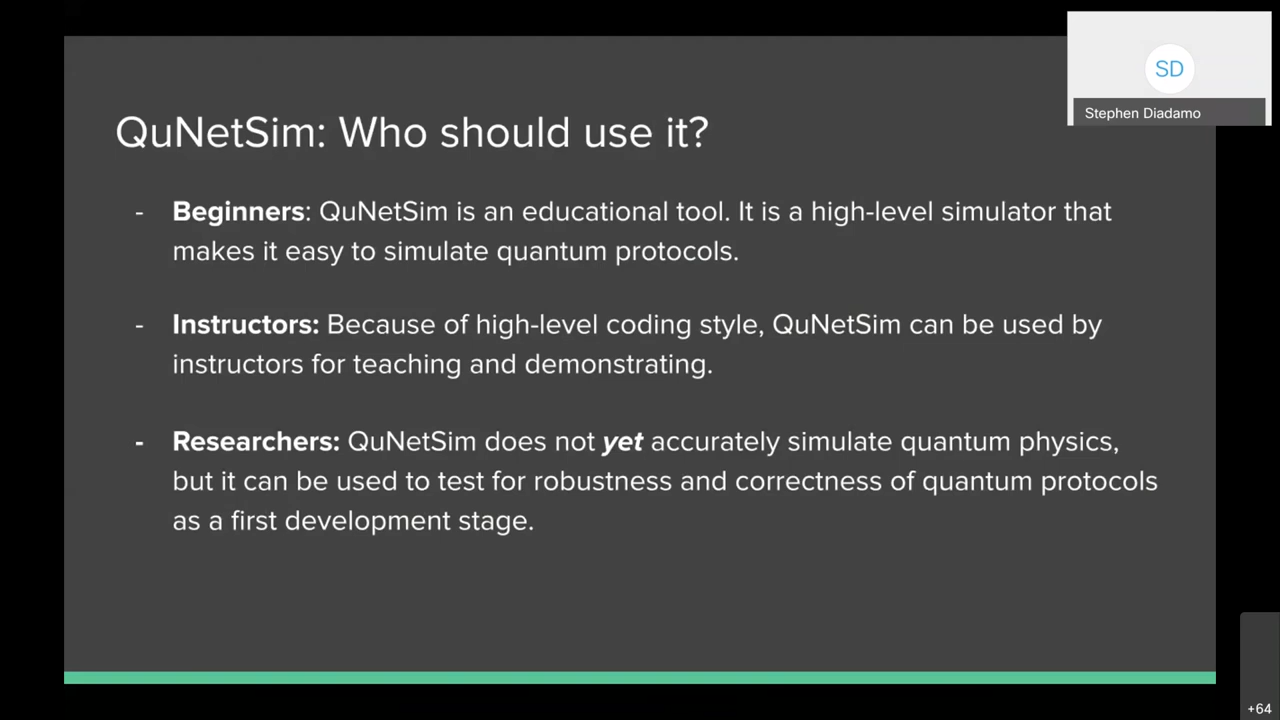 SD
Stephen Diadamo
QuNetSim: Who should use it?
- Beginners: QuNetSim is an educational tool. It is a high-level simulator that
makes it easy to simulate quantum protocols.
- Instructors: Because of high-level coding style, QuNetSim can be used by
instructors for teaching and demonstrating.
- Researchers: QuNetSim does not yet accurately simulate quantum physics,
but it can be used to test for robustness and correctness of quantum protocols
as a first development stage.
+64